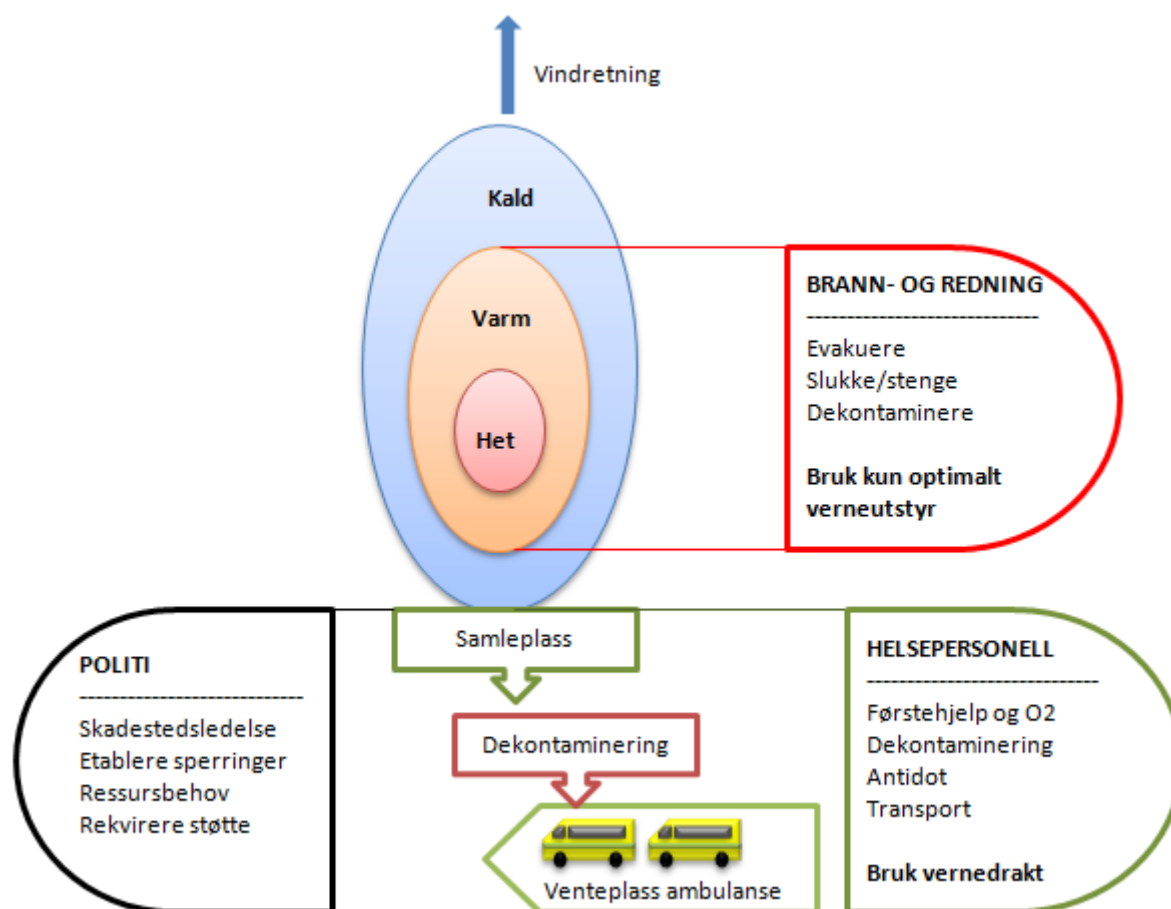 Vindretning
Kald
Varm
Het
BRANN- OG REDNING
-----------------------------
Evakuere
Slukke/stenge
Dekontaminere
Bruk kun optimalt
verneutstyr
Samleplass
Dekontaminering
Venteplass ambulanse
POLITI
----------------------------
Skadestedsledelse
Etablere sperringer
Ressursbehov
Rekvirere støtte
HELSEPERSONELL
-----------------------------
Førstehjelp og O2
Dekontaminering
Antidot
Transport
Bruk vernedrakt